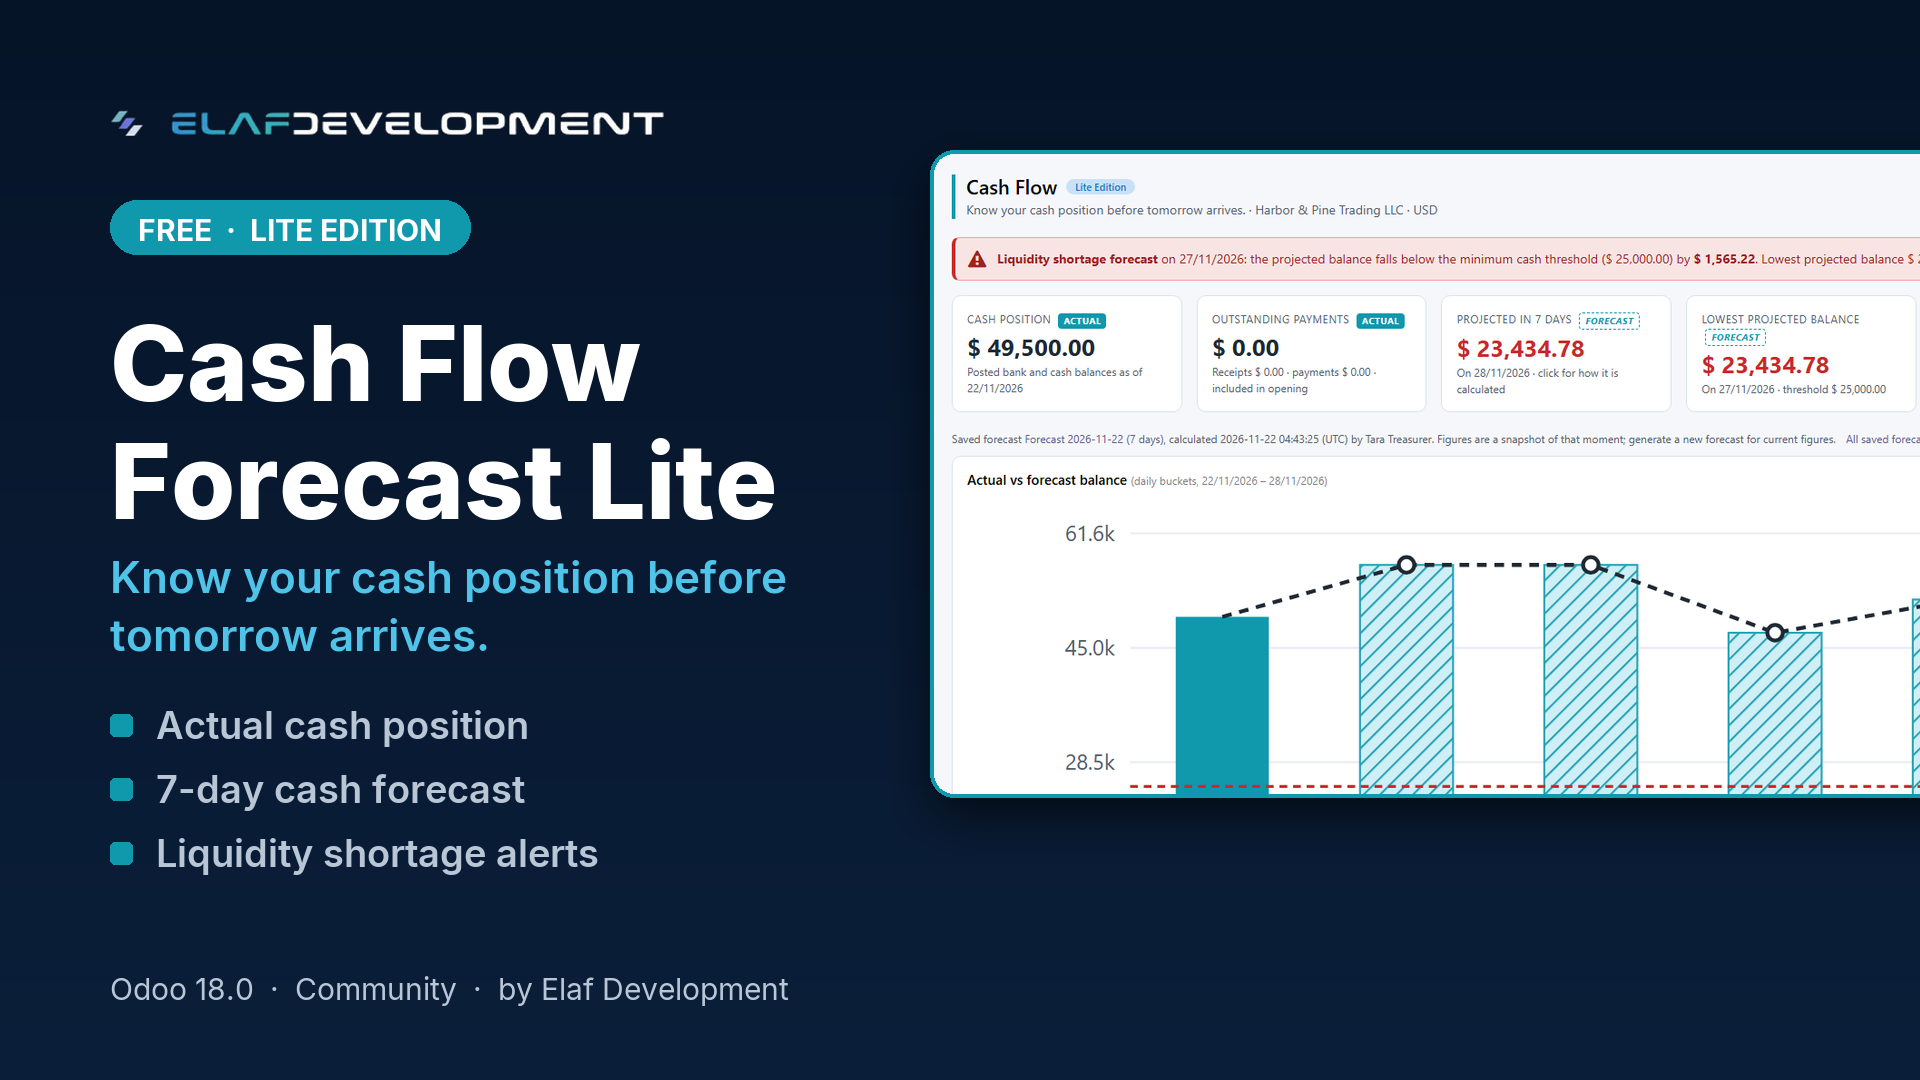 ELAFDEVELOPMENT
FREE · LITE EDITION
Cash Flow
Forecast Lite
Know your cash position before
tomorrow arrives.
Actual cash position
7-day cash forecast
Liquidity shortage alerts
Odoo 18.0 · Community · by Elaf Development
Cash Flow Lite Edition
Know your cash position before tomorrow arrives. · Harbor & Pine Trading LLC · USD
Liquidity shortage forecast on 27/11/2026: the projected balance falls below the minimum cash threshold ($ 25,000.00) by $ 1,565.22. Lowest projected balance $
CASH POSITION ACTUAL
$ 49,500.00
Posted bank and cash balances as of
22/11/2026
OUTSTANDING PAYMENTS ACTUAL
$ 0.00
Receipts $ 0.00 · payments $ 0.00 ·
included in opening
PROJECTED IN 7 DAYS FORECAST
$ 23,434.78
On 28/11/2026 · click for how it is
calculated
LOWEST PROJECTED BALANCE
FORECAST
$ 23,434.78
On 27/11/2026 · threshold $ 25,000.00
Saved forecast Forecast 2026-11-22 (7 days), calculated 2026-11-22 04:43:25 (UTC) by Tara Treasurer. Figures are a snapshot of that moment; generate a new forecast for current figures. All saved
Actual vs forecast balance (daily buckets, 22/11/2026 – 28/11/2026)
61.6k
45.0k
28.5k